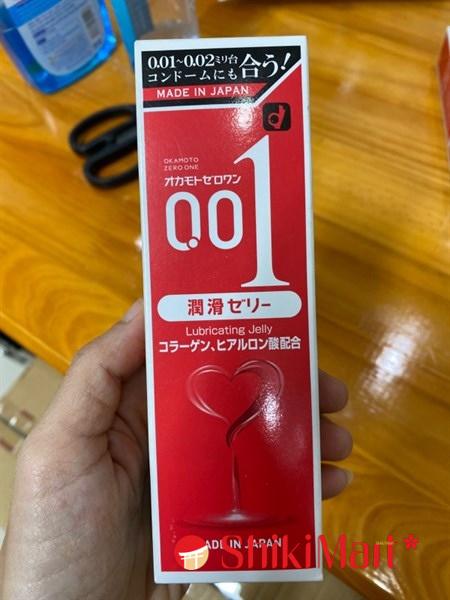 0.01~0.02ミリ台
コンドームにも合う!
MADE IN JAPAN
OKAMOTO
ZERO ONE
オカモトゼロワン
0.01
潤滑ゼリー
Lubricating Jelly
コラーゲン、ヒアルロン酸配合
MADE IN JAPAN
ShikiMart*